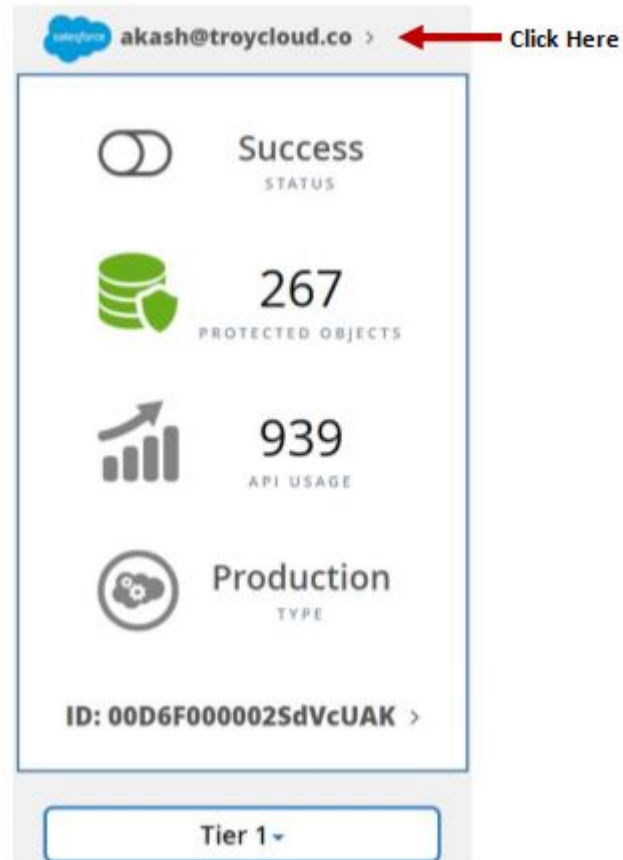 salesforce akash@troycloud.co > Click Here
Success
STATUS
267
PROTECTED OBJECTS
939
API USAGE
Production
TYPE
ID: 00D6F000002SdVcUAK >
Tier 1